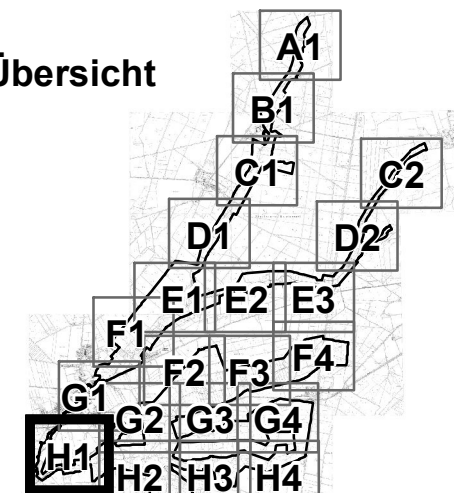 Übersicht
A1
B1
C1 C2
D1 D2
E1 E2 E3
F1 F2 F3 F4
G1 G2 G3 G4
H1 H2 H3 H4